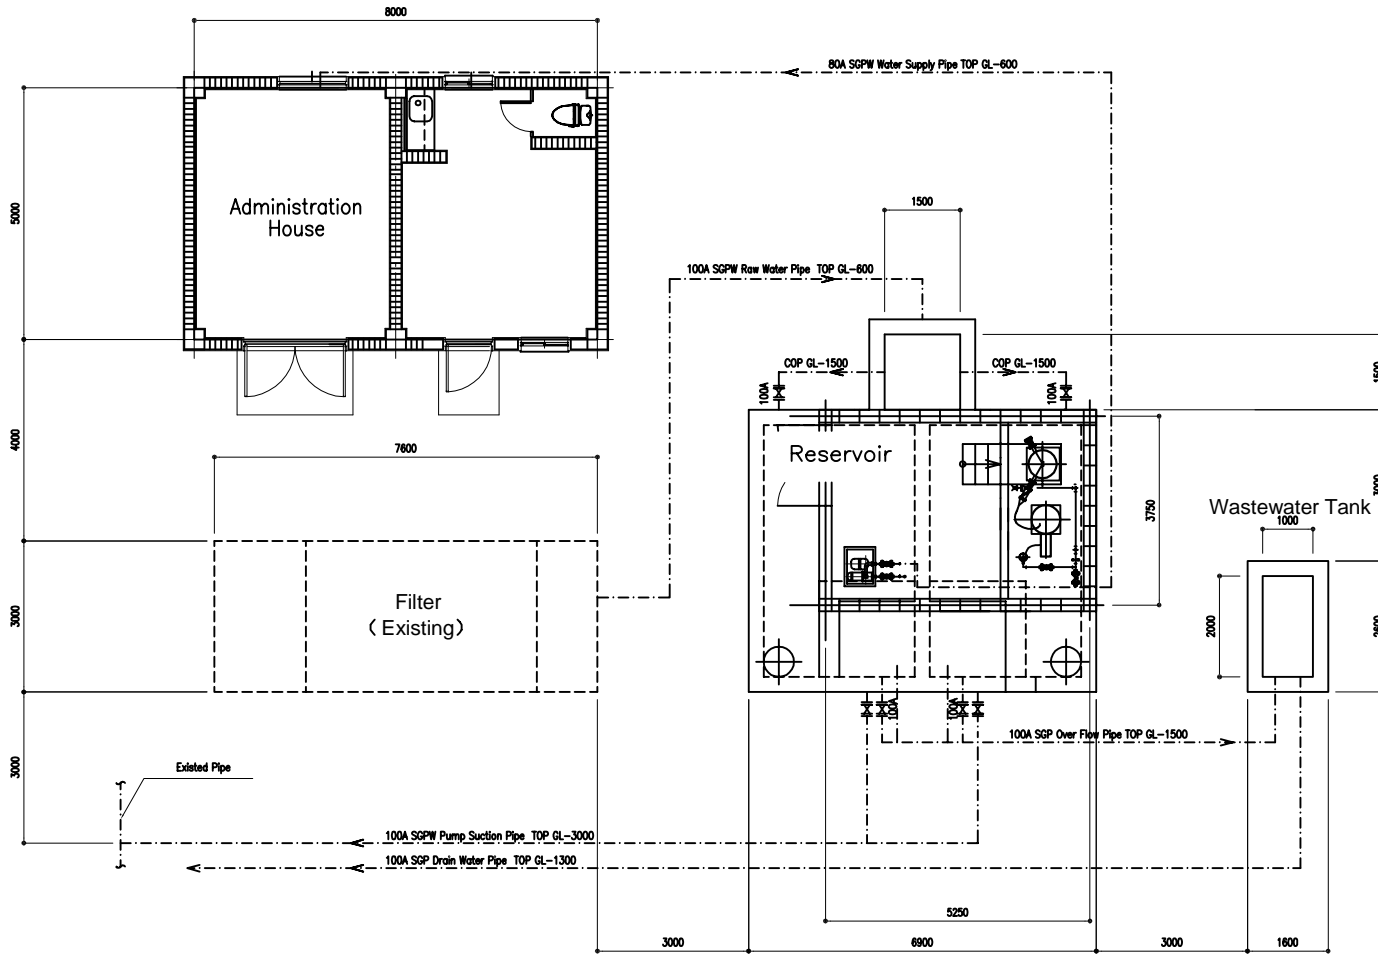 8000
80A SGPW Water Supply Pipe TOP GL-600
5000
Administration
House
1500
100A SGPW Raw Water Pipe  TOP GL-600
COP GL-1500
COP GL-1500
100A
100A
1500
4000
7600
Reservoir
3750
3000
Wastewater Tank
1000
3000
Filter
( Existing)
2000
2600
100A
100A
100A SGP Over Flow Pipe TOP GL-1500
3000
Existed Pipe
100A SGPW Pump Suction Pipe  TOP GL-3000
100A SGP Drain Water Pipe  TOP GL-1300
5250
3000
6900
3000
1600